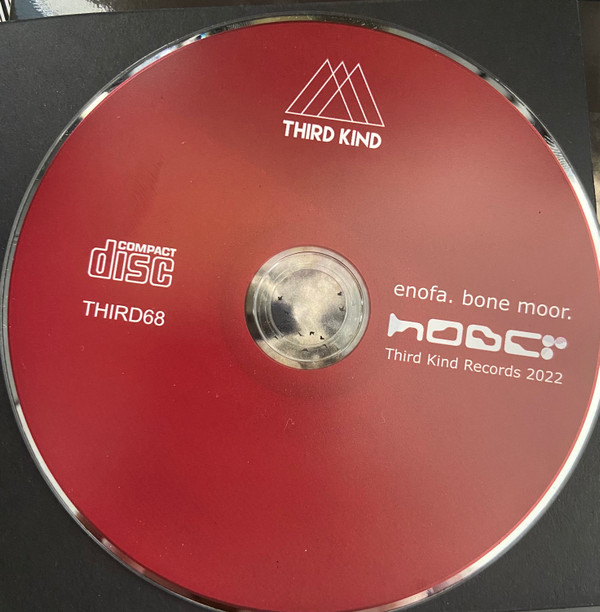 THIRD KIND
COMPACT
disc
THIRD68
enofa. bone moor.
Third Kind Records 2022